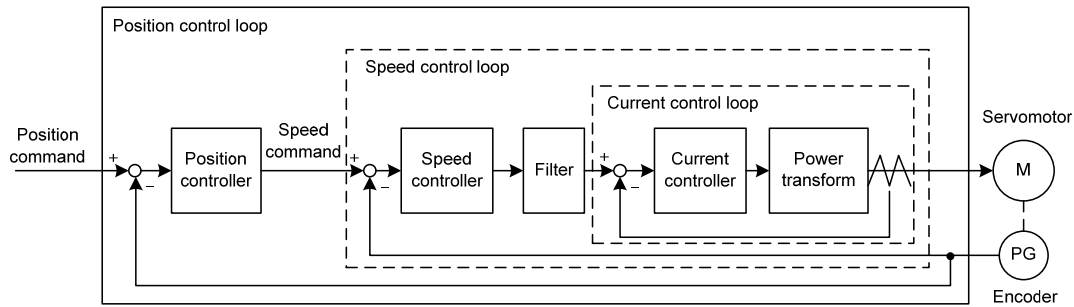 Position control loop
Speed control loop
Current control loop
Servomotor
Position
command
+
−
Position
controller
Speed
command
+
−
Speed
controller
Filter
+
−
Current
controller
Power
transform
M
PG
Encoder